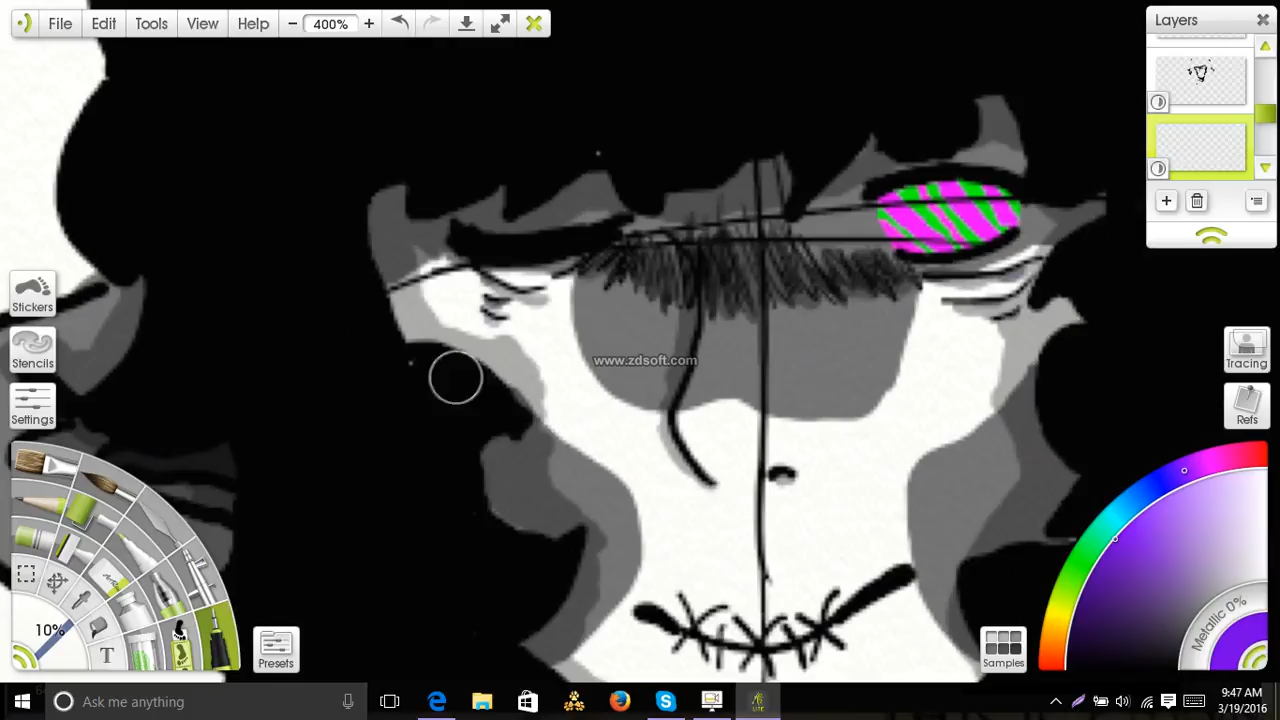 File Edit Tools View Help 400%
Layers
Stickers
Stencils
Settings
www.zdsoft.com
Tracing
Refs
10%
T
Presets
Samples
Metallic 0%
Ask me anything
9:47 AM
3/19/2016